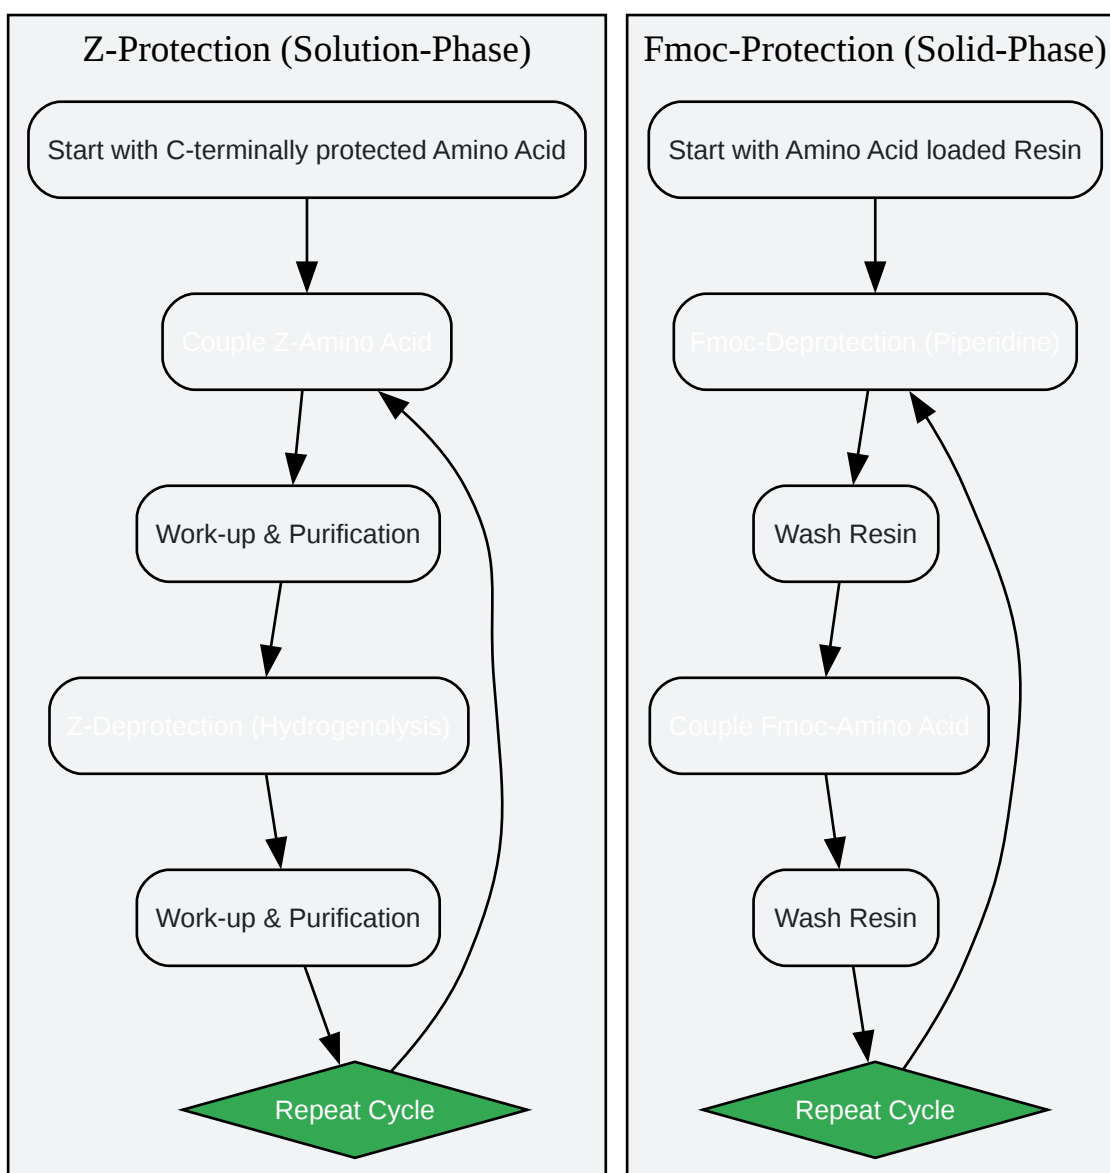 Z-Protection (Solution-Phase)
Start with C-terminally protected Amino Acid
Couple Z-Amino Acid
Work-up & Purification
Z-Deprotection (Hydrogenolysis)
Work-up & Purification
Repeat Cycle
Fmoc-Protection (Solid-Phase)
Start with Amino Acid loaded Resin
Fmoc-Deprotection (Piperidine)
Wash Resin
Couple Fmoc-Amino Acid
Wash Resin
Repeat Cycle